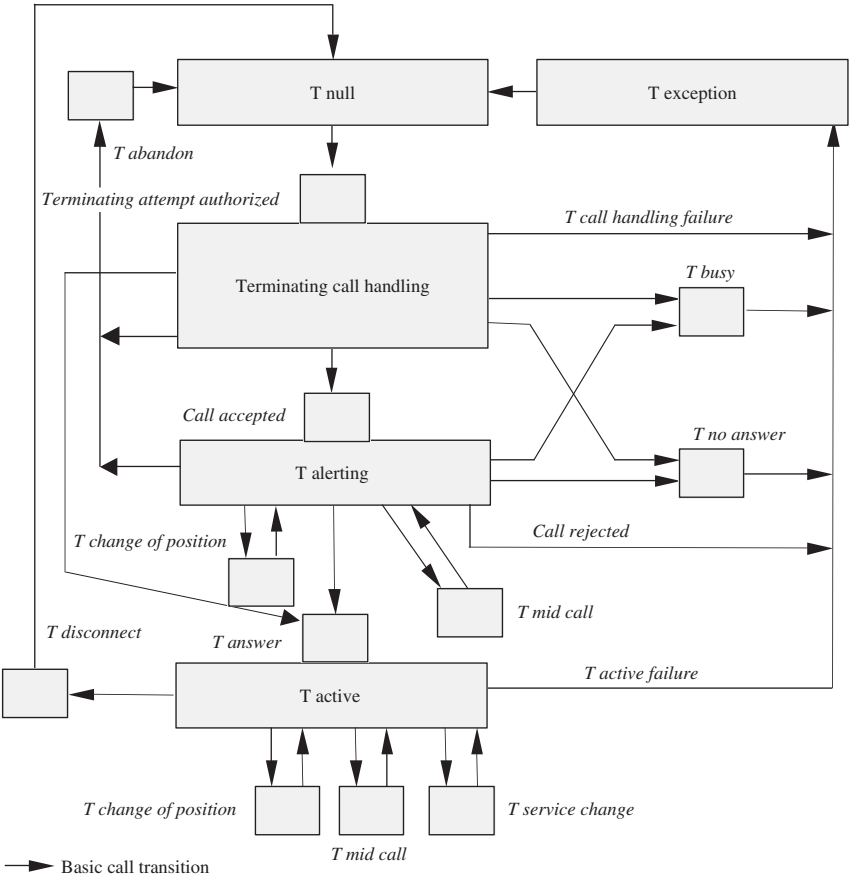 T null
T exception
T abandon
Terminating attempt authorized
T call handling failure
T busy
Terminating call handling
Call accepted
T no answer
T alerting
Call rejected
T change of position
T mid call
T disconnect
T answer
T active failure
T active
T change of position
T service change
T mid call
Basic call transition